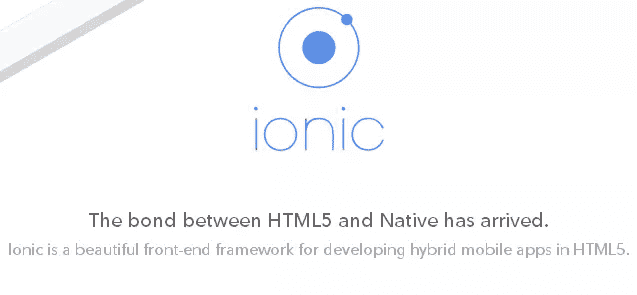 ionic
The bond between HTML5 and Native has arrived.
Ionic is a beautiful front-end framework for developing hybrid mobile apps in HTML5.